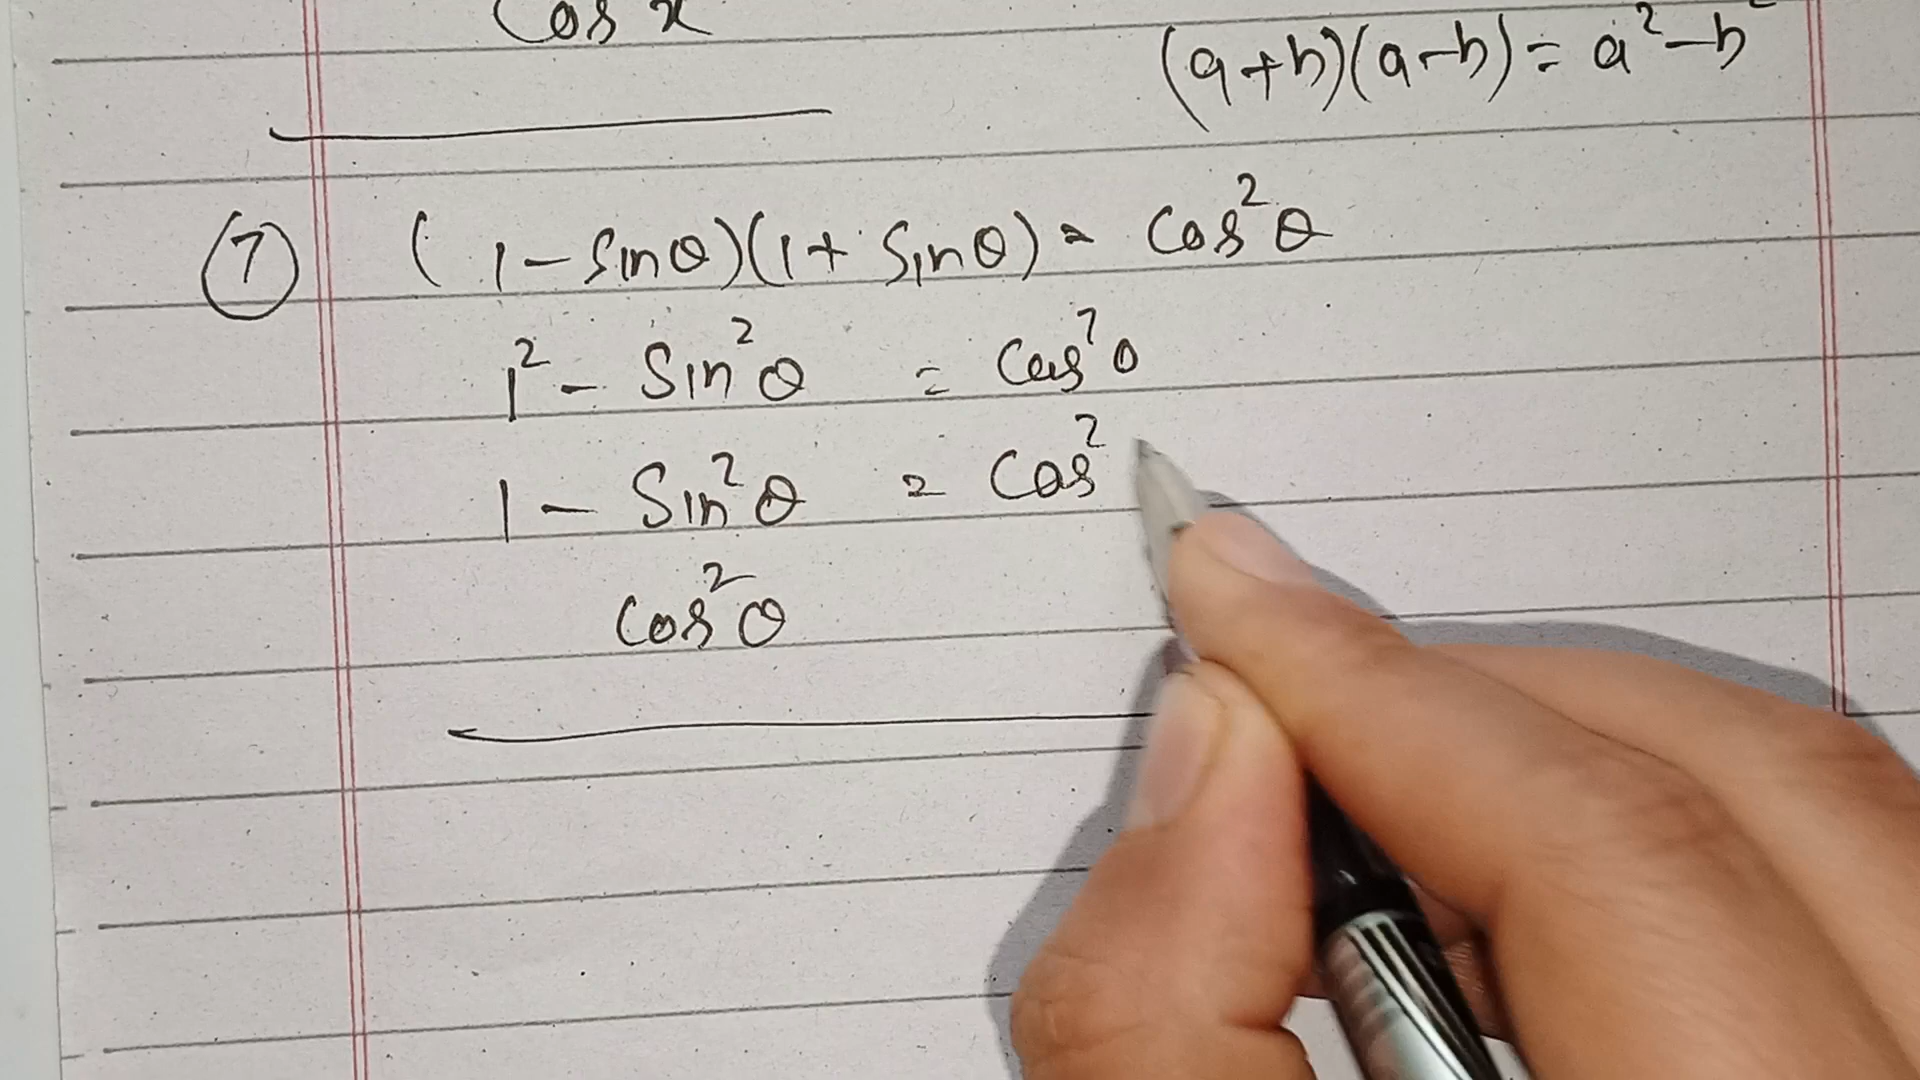 Cos x
(a+b)(a-b) = a²-b²
⑦ (1-Sinθ)(1+Sinθ) = Cos²θ
1² - Sin²θ = Cos²θ
1 - Sin²θ = Cos²
Cos²θ